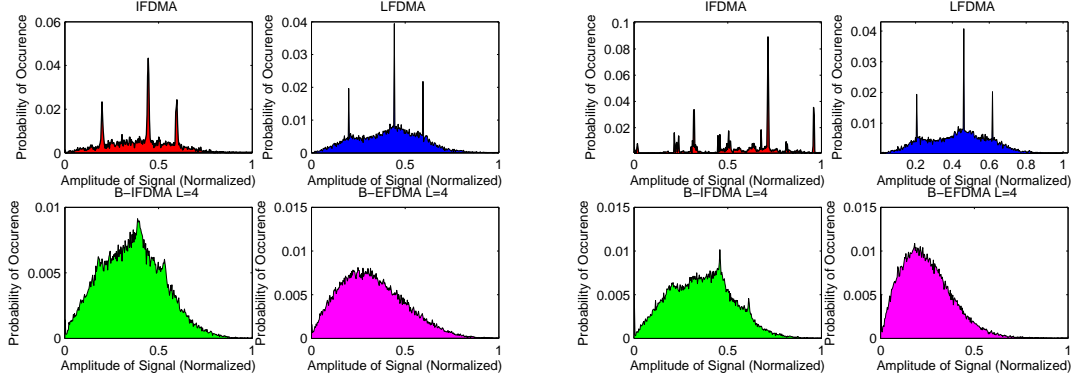 IFDMA
Probability of Occurence
0.06
0.04
0.02
0
0
0.5
1
Amplitude of Signal (Normalized)
LFDMA
Probability of Occurence
0.04
0.03
0.02
0.01
0
0
0.5
1
Amplitude of Signal (Normalized)
B−IFDMA L=4
Probability of Occurence
0.01
0.005
0
0
0.5
1
Amplitude of Signal (Normalized)
B−EFDMA L=4
Probability of Occurence
0.015
0.01
0.005
0
0
0.5
1
Amplitude of Signal (Normalized)
IFDMA
Probability of Occurence
0.1
0.08
0.06
0.04
0.02
0
0.5
1
Amplitude of Signal (Normalized)
LFDMA
Probability of Occurence
0.04
0.03
0.02
0.01
0.2
0.4
0.6
0.8
1
Amplitude of Signal (Normalized)
B−IFDMA L=4
Probability of Occurence
0.015
0.01
0.005
0
0
0.5
1
Amplitude of Signal (Normalized)
B−EFDMA L=4
Probability of Occurence
0.015
0.01
0.005
0
0
0.5
1
Amplitude of Signal (Normalized)